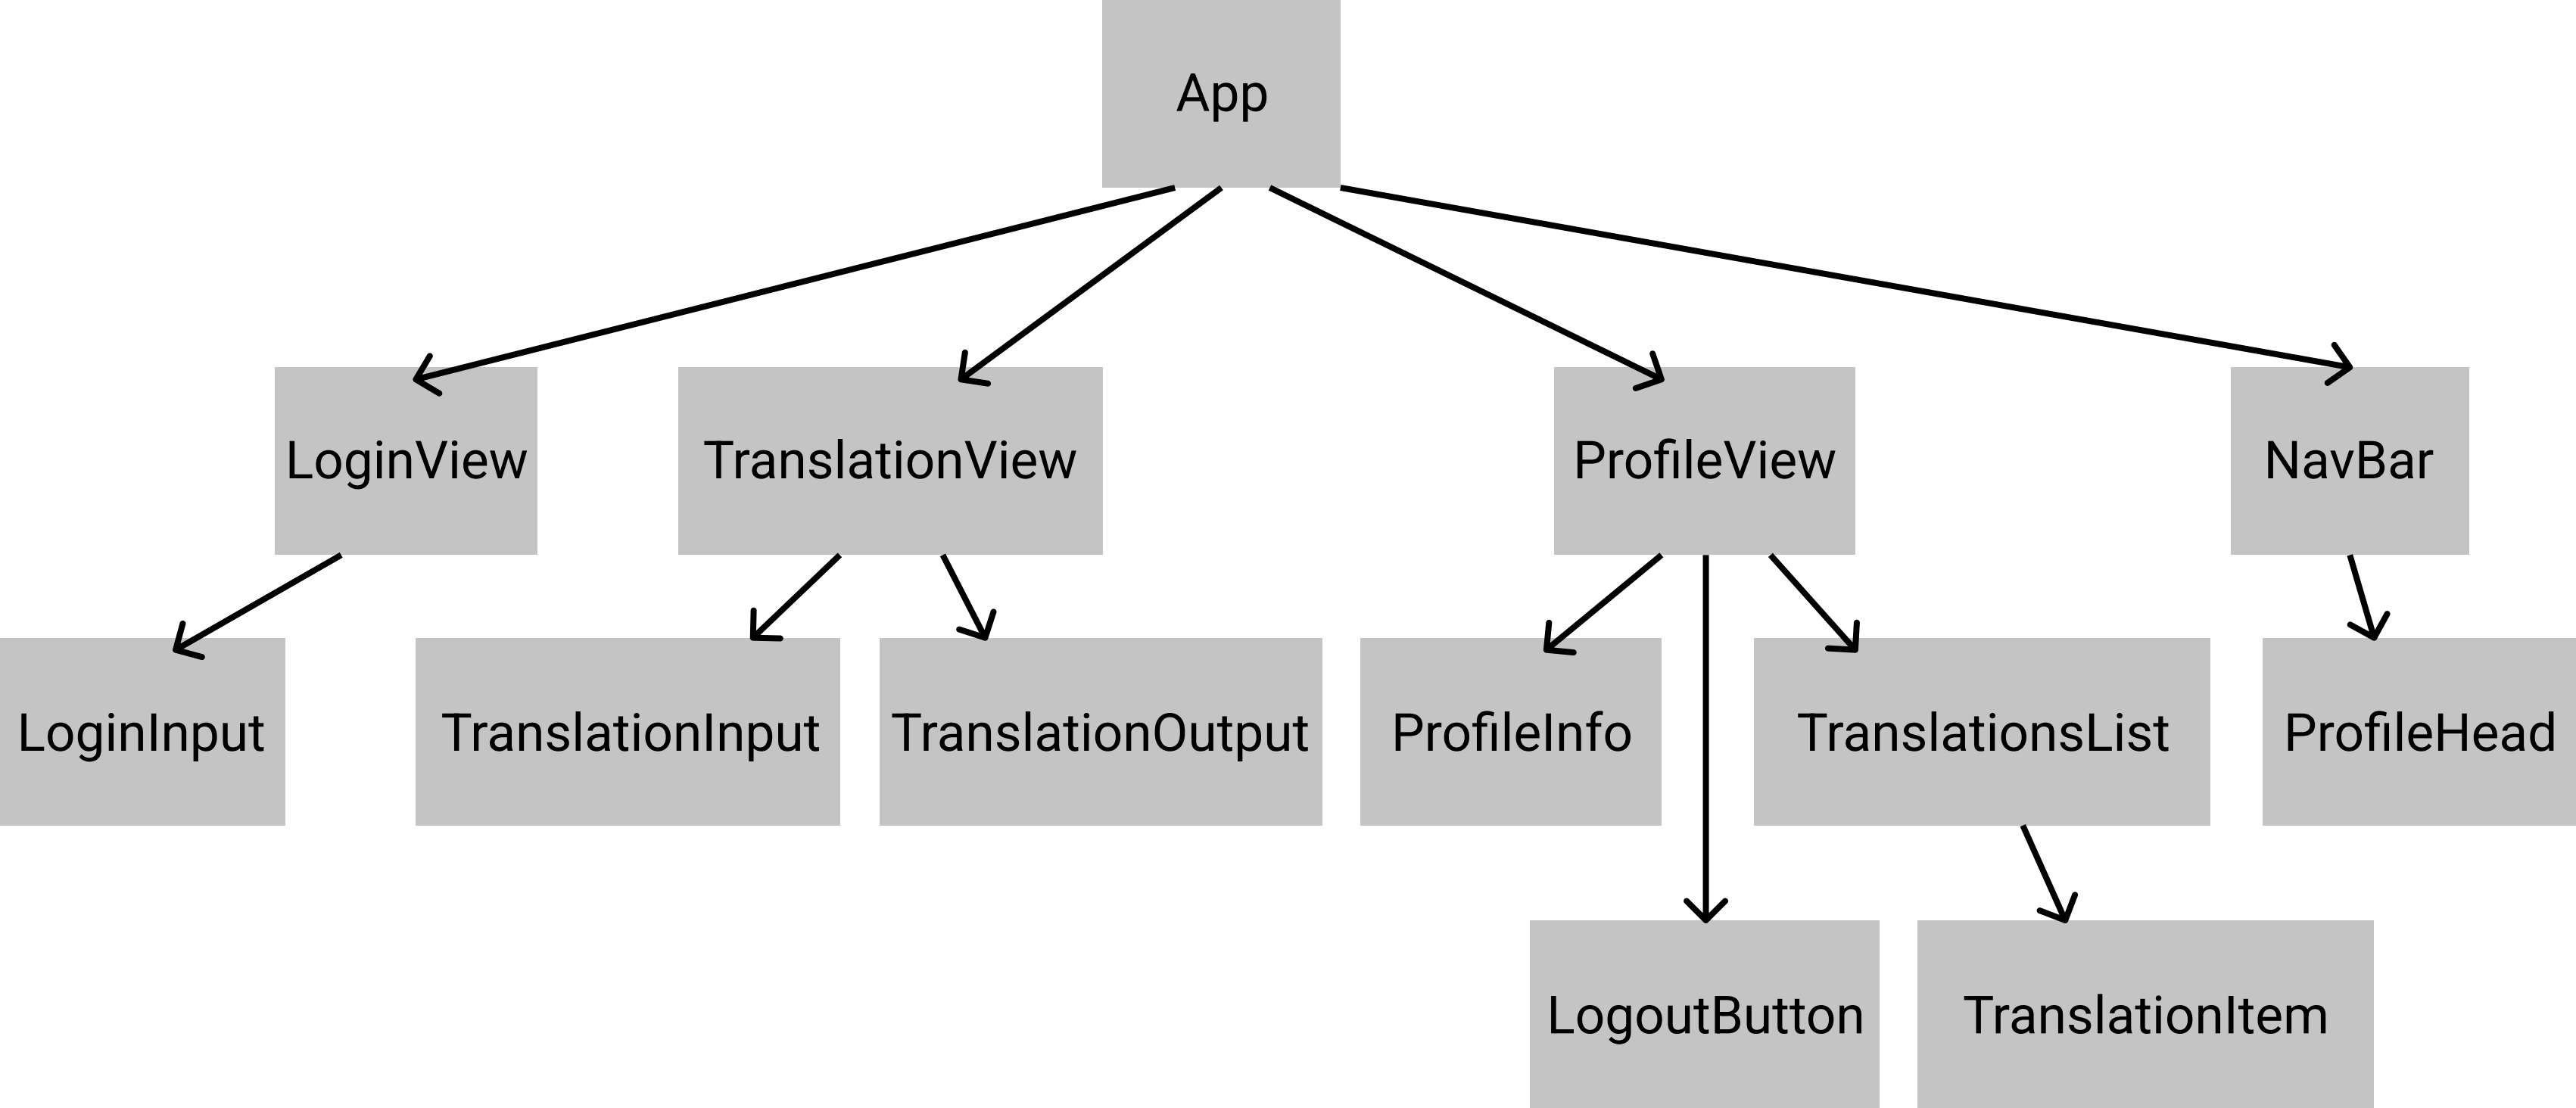 App
LoginView
TranslationView
ProfileView
NavBar
LoginInput
TranslationInput
TranslationOutput
ProfileInfo
TranslationsList
ProfileHead
LogoutButton
TranslationItem